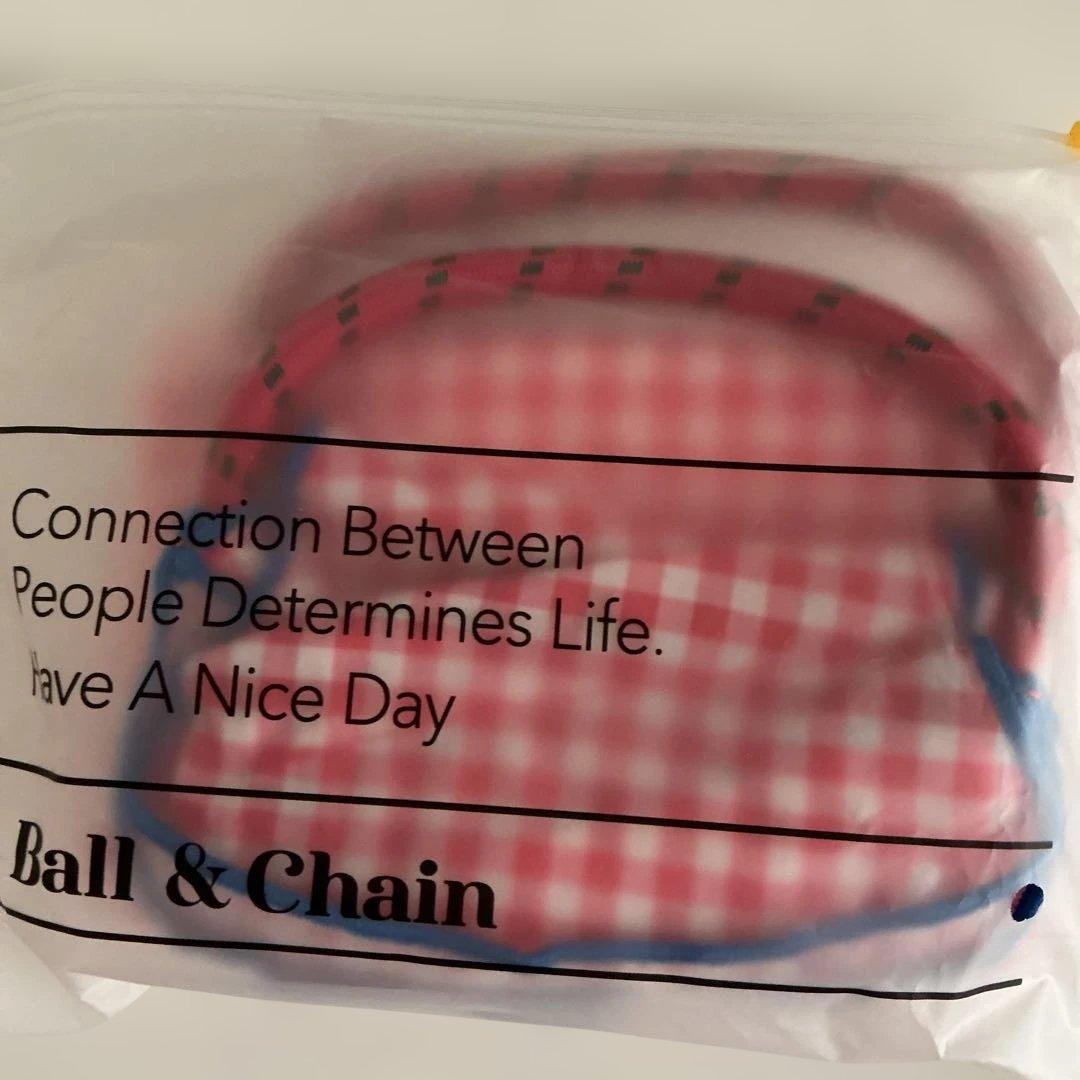 Connection Between
People Determines Life.
Have A Nice Day
Ball & Chain